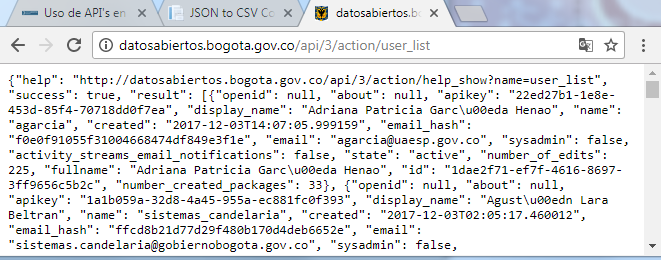 Uso de API's en
JSON to CSV Co
datosabiertos.bogota.gov
datosabiertos.bogota.gov.co/api/3/action/user_list
{"help": "http://datosabiertos.bogota.gov.co/api/3/action/help_show?name=user_list",
"success": true, "result": [{"openid": null, "about": null, "apikey": "22ed27b1-1e8e-
453d-85f4-70718dd0f7ea", "display_name": "Adriana Patricia Garc\u00eda Henao", "name":
"agarcia", "created": "2017-12-03T14:07:05.999159", "email_hash":
"f0e0f91055f31004668474df849e3f1e", "email": "agarcia@uaesp.gov.co", "sysadmin": false,
"activity_streams_email_notifications": false, "state": "active", "number_of_edits":
225, "fullname": "Adriana Patricia Garc\u00eda Henao", "id": "1dae2f71-ef7f-4616-8697-
3ff9656c5b2c", "number_created_packages": 33}, {"openid": null, "about": null,
"apikey": "1a1b059a-32d8-4a45-955a-ec881fc0f393", "display_name": "Agust\u00edn Lara
Beltran", "name": "sistemas_candelaria", "created": "2017-12-03T02:05:17.460012",
"email_hash": "ffcd8b21d77d29f480b170d4deb6652e", "email":
"sistemas.candelaria@gobiernobogota.gov.co", "sysadmin": false,